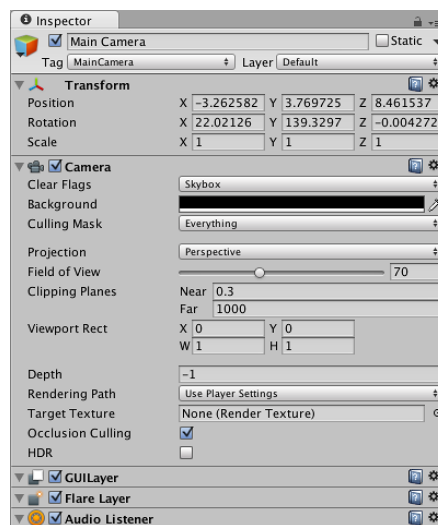 Inspector
Main Camera Static
Tag MainCamera Layer Default
Transform
Position X -3.262582 Y 3.769725 Z 8.461537
Rotation X 22.02126 Y 139.3297 Z -0.004272
Scale X 1 Y 1 Z 1
Camera
Clear Flags Skybox
Background
Culling Mask Everything
Projection Perspective
Field of View 70
Clipping Planes Near 0.3
Far 1000
Viewport Rect X 0 Y 0
W 1 H 1
Depth -1
Rendering Path Use Player Settings
Target Texture None (Render Texture)
Occlusion Culling
HDR
GUILayer
Flare Layer
Audio Listener